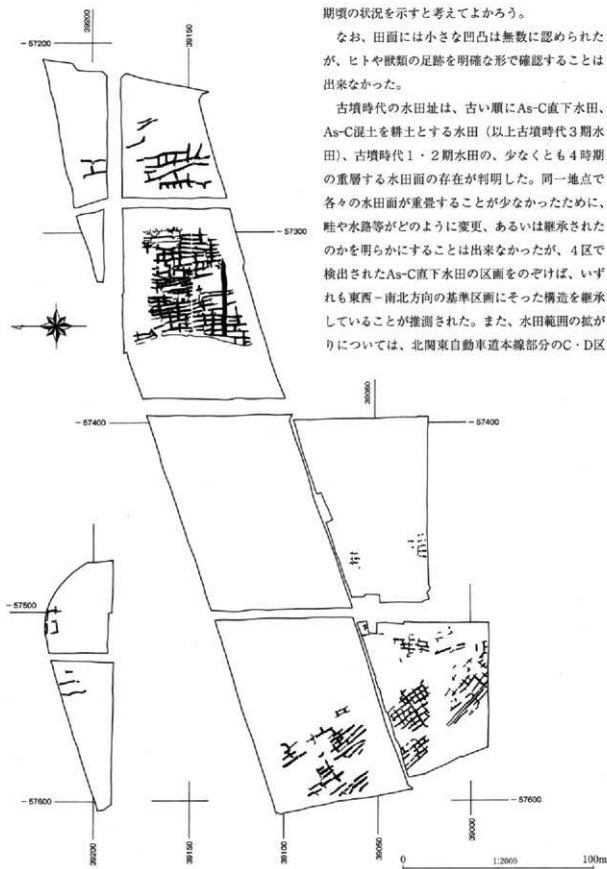 期頃の状況を示すと考えてよかろう。
なお、田面には小さな凹凸は無数に認められた
が、ヒトや獣類の足跡を明確な形で確認することは
出来なかった。
古墳時代の水田址は、古い順にAs-C直下水田、
As-C混土を耕土とする水田（以上古墳時代3期水
田）、古墳時代1・2期水田の、少なくとも4時期
の重層する水田面の存在が判明した。同一地点で
各々の水田面が重畳することが少なかったために、
畦や水路等がどのように変更、あるいは継承された
のかを明らかにすることは出来なかったが、4区で
検出されたAs-C直下水田の区画をのぞけば、いず
れも東西－南北方向の基準区画にそった構造を継承
していることが推測された。また、水田範囲の拡が
りについては、北関東自動車道本線部分のC・D区
39200
39150
-57200
-57300
39050
-57400
-57400
-57500
-57600
-57600
39200
39150
39100
39050
39000
0
1:2000
100m